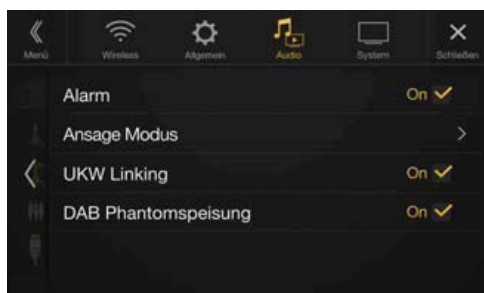 Menü Wireless Allgemein Audio System Schließen
Alarm On
Ansage Modus
UKW Linking On
DAB Phantomspeisung On